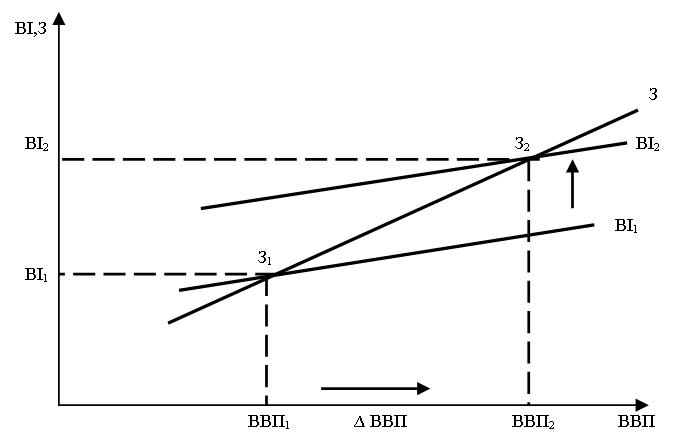 ВІ,З
З
ВІ₂
З₂
ВІ₂
ВІ₁
З₁
ВІ₁
ВВП₁
Δ ВВП
ВВП₂
ВВП